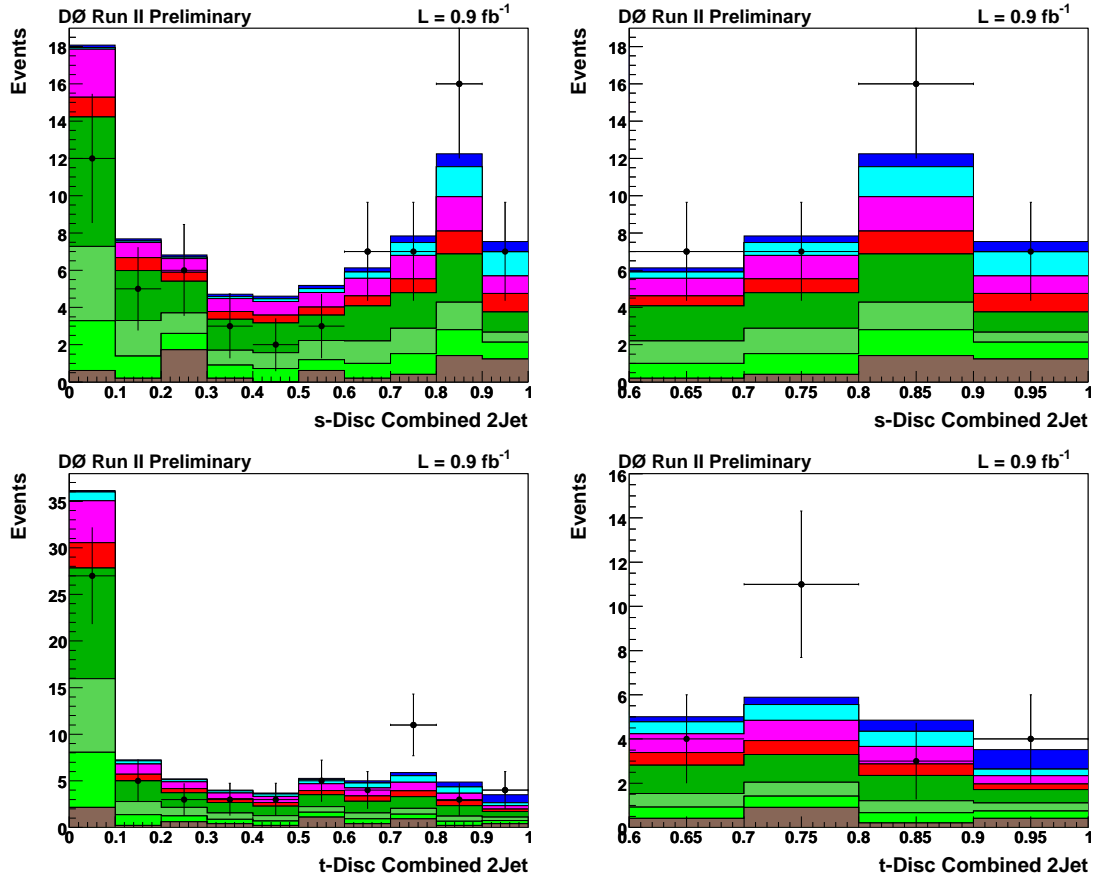 DØ Run II Preliminary L = 0.9 fb⁻¹
Events
18
16
14
12
10
8
6
4
2
0
0 0.1 0.2 0.3 0.4 0.5 0.6 0.7 0.8 0.9 1
s-Disc Combined 2Jet
DØ Run II Preliminary L = 0.9 fb⁻¹
Events
18
16
14
12
10
8
6
4
2
0
0.6 0.65 0.7 0.75 0.8 0.85 0.9 0.95 1
s-Disc Combined 2Jet
DØ Run II Preliminary L = 0.9 fb⁻¹
Events
35
30
25
20
15
10
5
0
0 0.1 0.2 0.3 0.4 0.5 0.6 0.7 0.8 0.9 1
t-Disc Combined 2Jet
DØ Run II Preliminary L = 0.9 fb⁻¹
Events
16
14
12
10
8
6
4
2
0
0.6 0.65 0.7 0.75 0.8 0.85 0.9 0.95 1
t-Disc Combined 2Jet